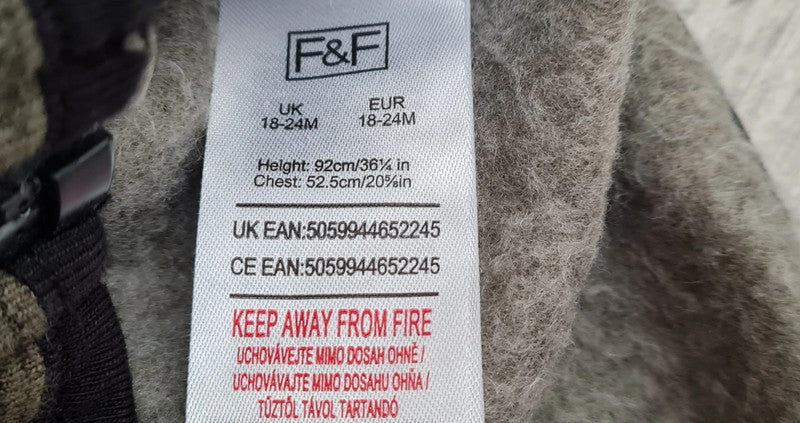 F&F
UK EUR
18-24M 18-24M
Height: 92cm/36¼ in
Chest: 52.5cm/20⅝in
UK EAN:5059944652245
CE EAN:5059944652245
KEEP AWAY FROM FIRE
UCHOVÁVEJTE MIMO DOSAH OHNĚ /
UCHOVÁVAJTE MIMO DOSAHU OHŇA /
TŰZTŐL TÁVOL TARTANDÓ